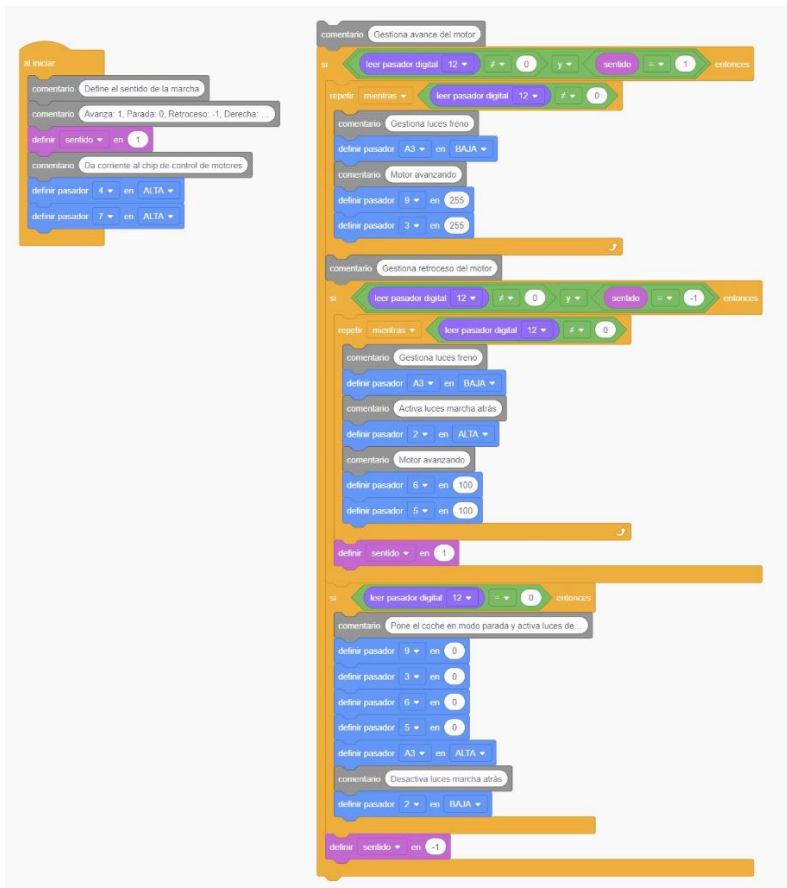 al iniciar
comentario Define el sentido de la marcha
comentario Avanza: 1, Parada: 0, Retroceso: -1, Derecha: ...
definir sentido en 1
comentario Da corriente al chip de control de motores
definir pasador 4 en ALTA
definir pasador 7 en ALTA
comentario Gestiona avance del motor
si leer pasador digital 12 ≠ 0 y sentido = 1 entonces
repetir mientras leer pasador digital 12 ≠ 0
comentario Gestiona luces freno
definir pasador A3 en BAJA
comentario Motor avanzando
definir pasador 9 en 255
definir pasador 3 en 255
comentario Gestiona retroceso del motor
si leer pasador digital 12 ≠ 0 y sentido = -1 entonces
repetir mientras leer pasador digital 12 ≠ 0
comentario Gestiona luces freno
definir pasador A3 en BAJA
comentario Activa luces marcha atrás
definir pasador 2 en ALTA
comentario Motor avanzando
definir pasador 6 en 100
definir pasador 5 en 100
definir sentido en 1
si leer pasador digital 12 = 0 entonces
comentario Pone el coche en modo parada y activa luces de...
definir pasador 9 en 0
definir pasador 3 en 0
definir pasador 6 en 0
definir pasador 5 en 0
definir pasador A3 en ALTA
comentario Desactiva luces marcha atrás
definir pasador 2 en BAJA
definir sentido en -1